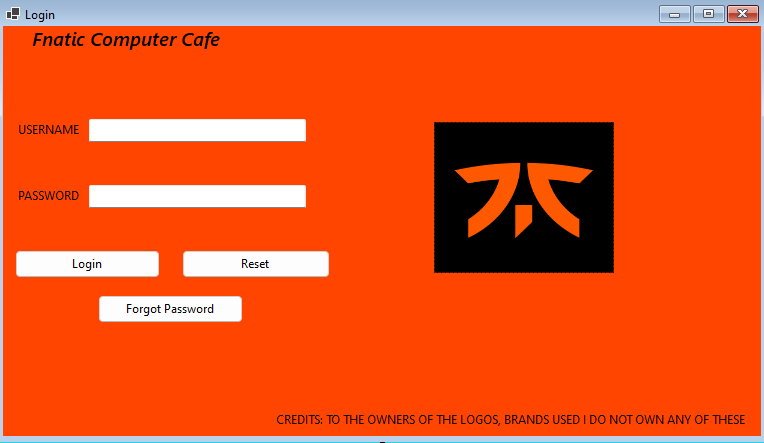 Login
Fnatic Computer Cafe
USERNAME
PASSWORD
Login
Reset
Forgot Password
CREDITS: TO THE OWNERS OF THE LOGOS, BRANDS USED I DO NOT OWN ANY OF THESE